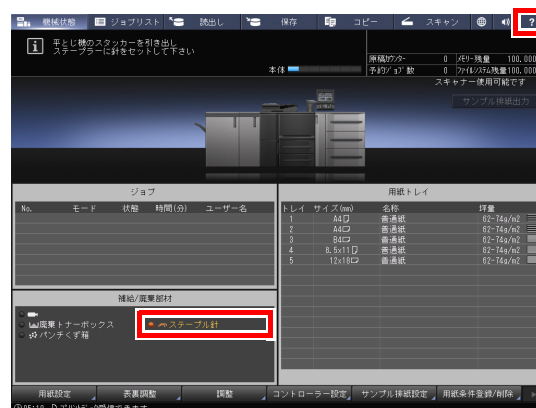 機械状態 ジョブリスト 読出し 保存 コピー スキャン ?
平とじ機のスタッカーを引き出し
ステープラーに針をセットして下さい
本体
原稿カウンター 0 メモリー残量 100.000
予約ジョブ数 0 ファイルシステム残量 100.000
スキャナー使用可能です
サンプル排紙出力
ジョブ
No. モード 状態 時間(分) ユーザー名
用紙トレイ
トレイ サイズ(mm) 名称 坪量
1 A4 普通紙 62-74g/m2
2 A4 普通紙 62-74g/m2
3 B4 普通紙 62-74g/m2
4 8.5x11 普通紙 62-74g/m2
5 12x18 普通紙 62-74g/m2
補給/廃棄部材
廃棄トナーボックス ステープル針
パンチくず箱
用紙設定 表裏調整 調整 コントローラー設定 サンプル排紙設定 用紙条件登録/削除